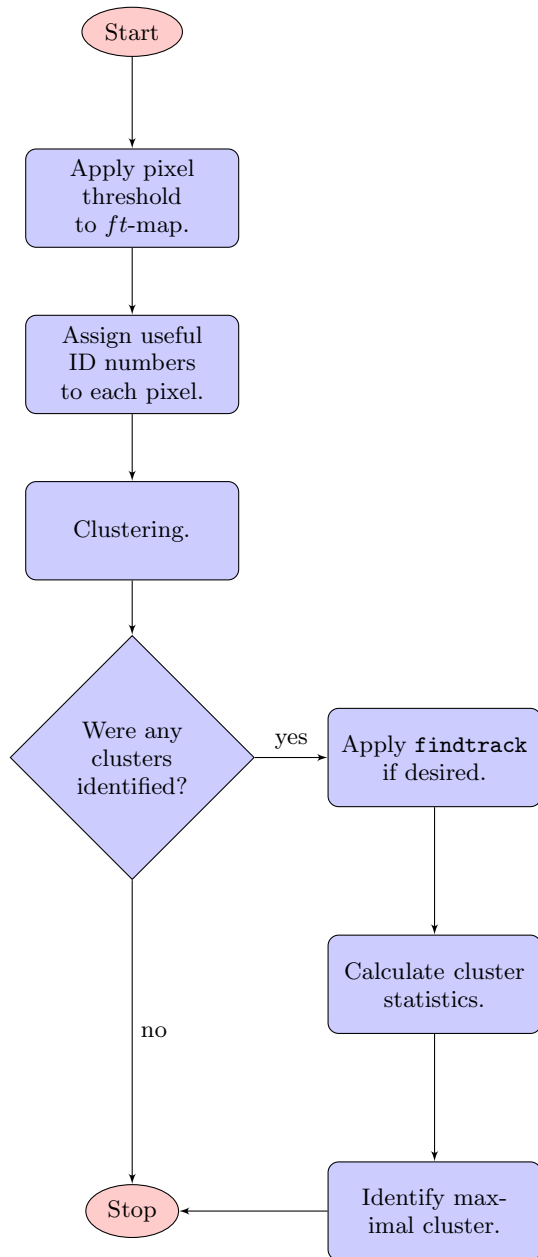 Start
Apply pixel
threshold
to ft-map.
Assign useful
ID numbers
to each pixel.
Clustering.
Were any
clusters
identified?
yes
Apply findtrack
if desired.
Calculate cluster
statistics.
no
Stop
Identify max-
imal cluster.